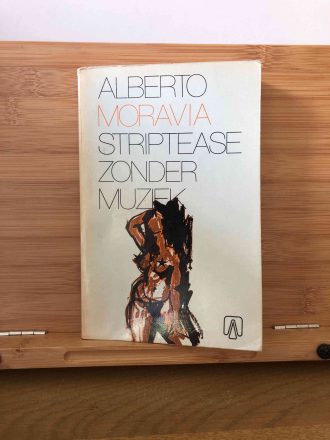 ALBERTO
MORAVIA
STRIPTEASE
ZONDER
MUZIEK